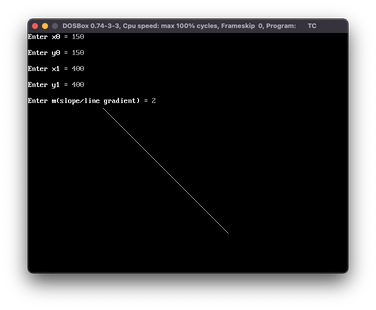 DOSBox 0.74-3-3, Cpu speed: max 100% cycles, Frameskip 0, Program: TC
Enter x0 = 150
Enter y0 = 150
Enter x1 = 400
Enter y1 = 400
Enter m(slope/line gradient) = 2